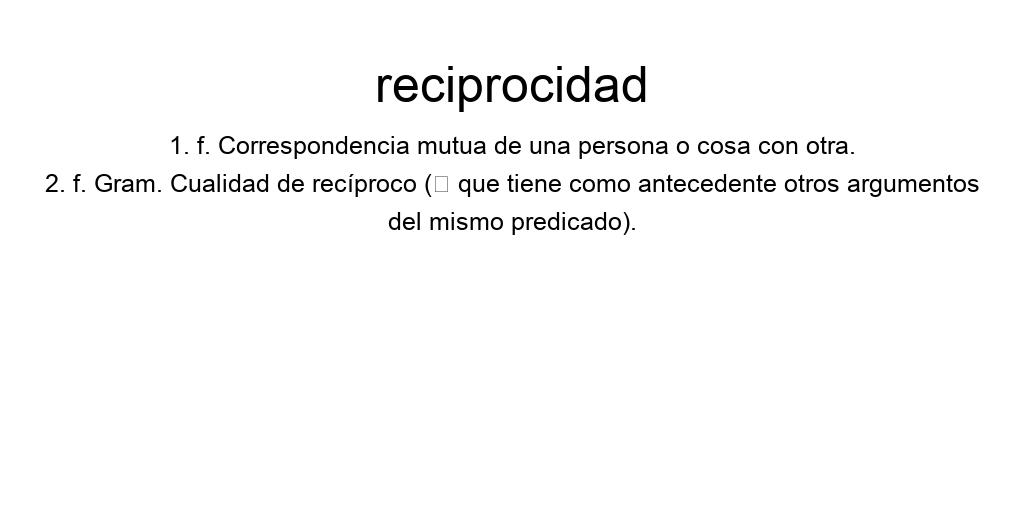 reciprocidad
1. f. Correspondencia mutua de una persona o cosa con otra.
2. f. Gram. Cualidad de recíproco (▯ que tiene como antecedente otros argumentos
del mismo predicado).